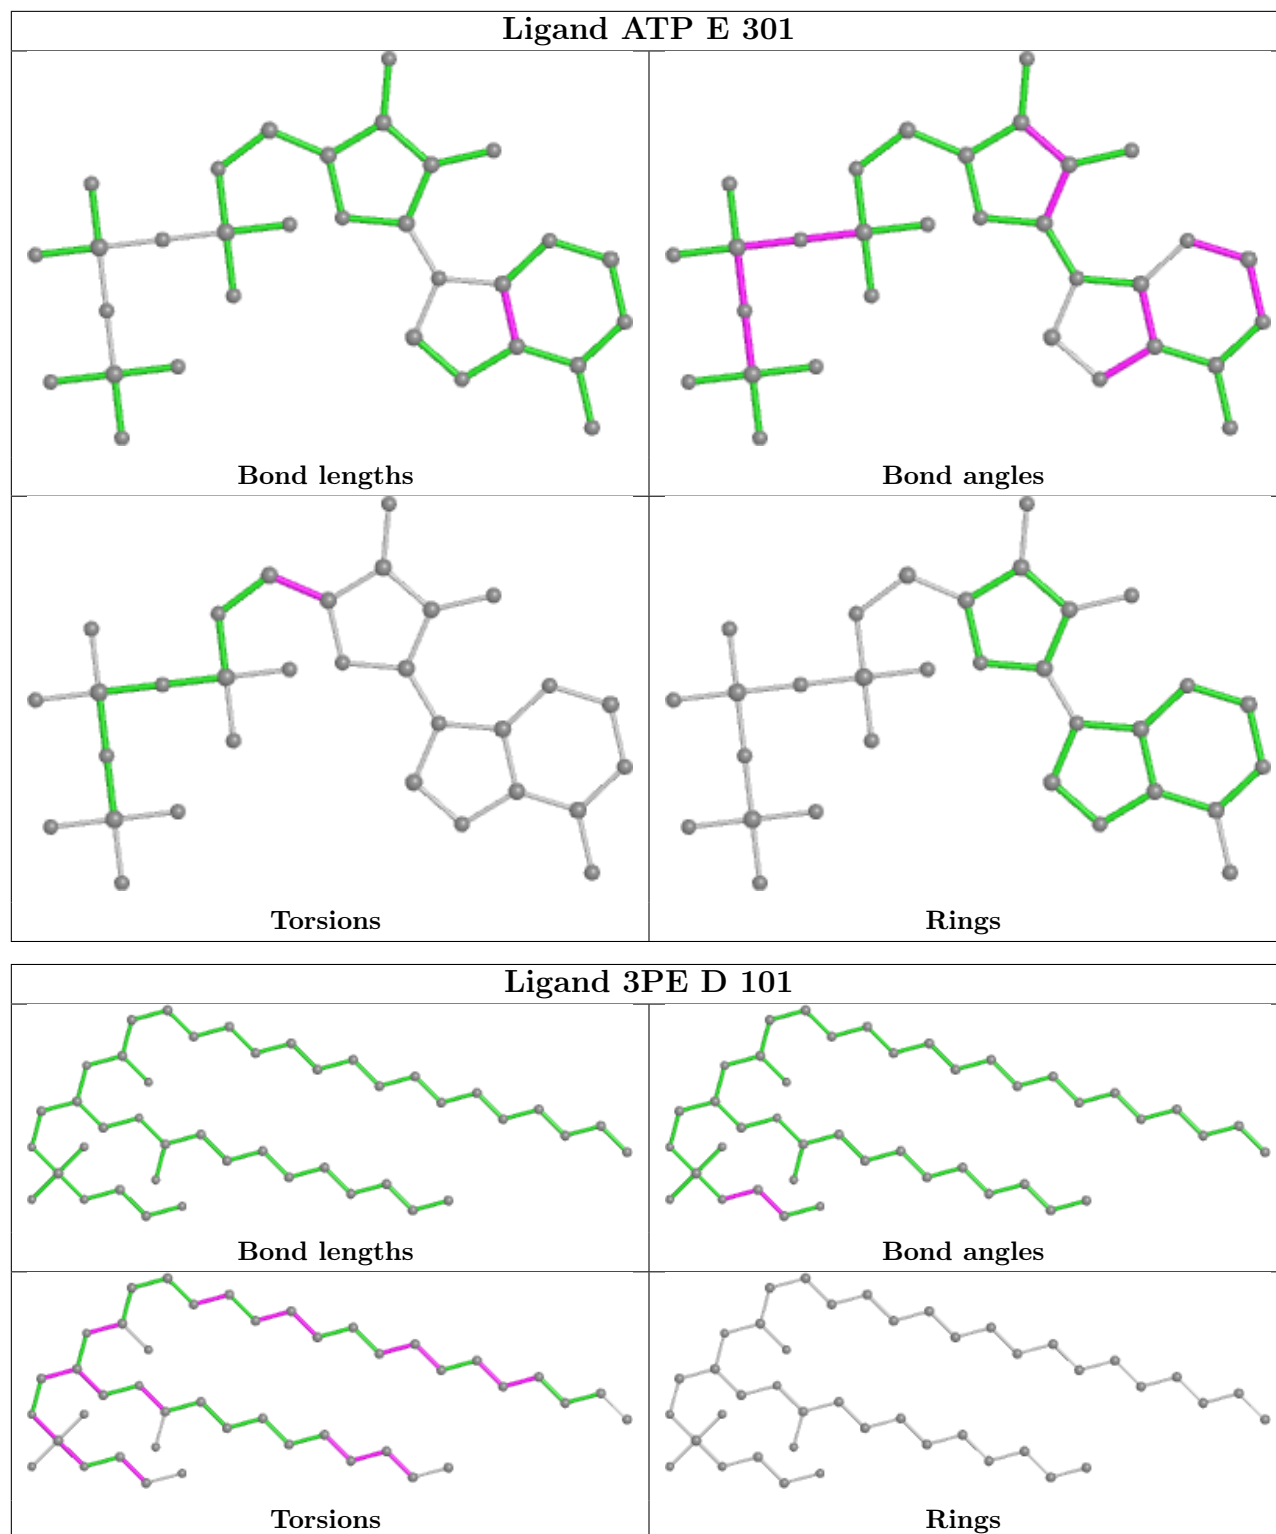 Ligand ATP E 301
Bond lengths
Bond angles
Torsions
Rings
Ligand 3PE D 101
Bond lengths
Bond angles
Torsions
Rings